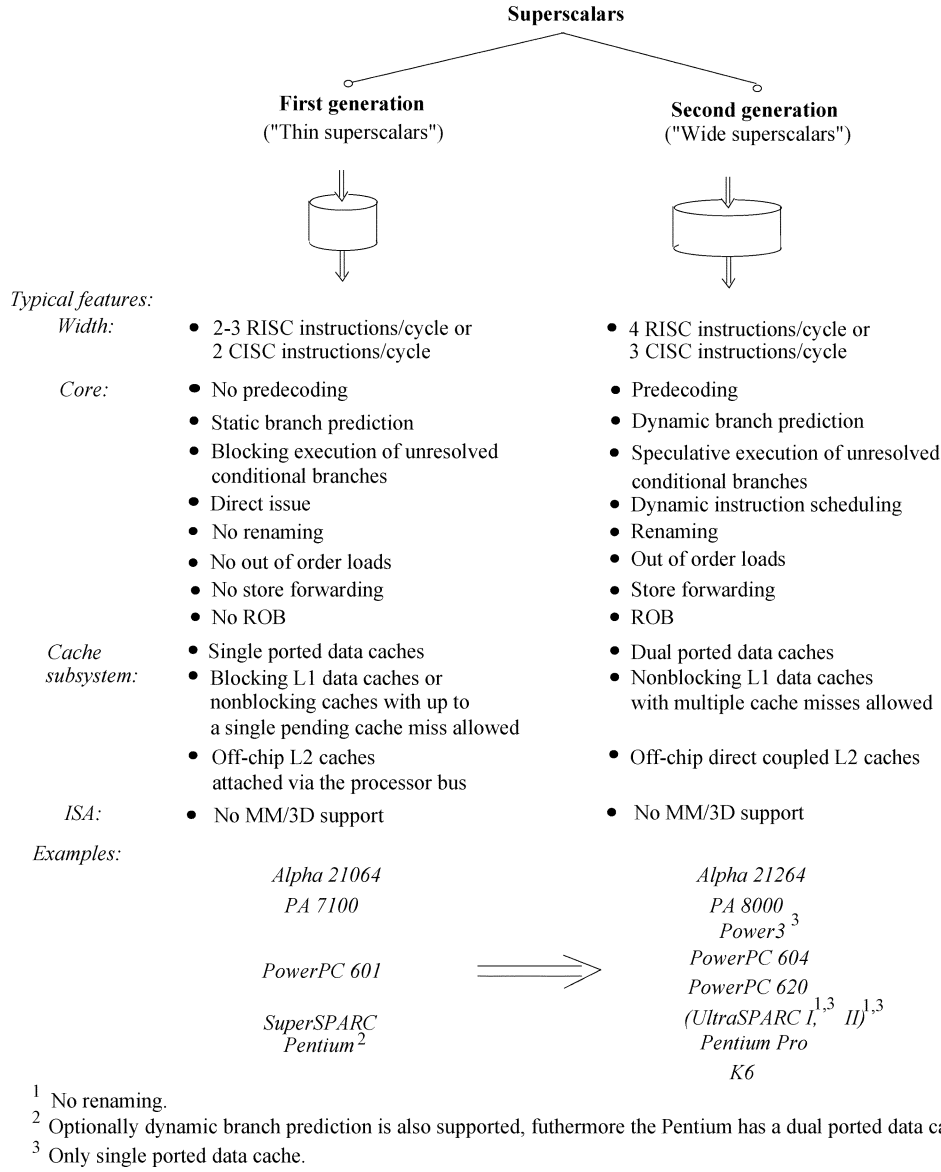 Superscalars
First generation
("Thin superscalars")
Second generation
("Wide superscalars")
Typical features:
Width:
• 2-3 RISC instructions/cycle or
2 CISC instructions/cycle
• 4 RISC instructions/cycle or
3 CISC instructions/cycle
Core:
• No predecoding
• Static branch prediction
• Blocking execution of unresolved
conditional branches
• Direct issue
• No renaming
• No out of order loads
• No store forwarding
• No ROB
• Predecoding
• Dynamic branch prediction
• Speculative execution of unresolved
conditional branches
• Dynamic instruction scheduling
• Renaming
• Out of order loads
• Store forwarding
• ROB
Cache
subsystem:
• Single ported data caches
• Blocking L1 data caches or
nonblocking caches with up to
a single pending cache miss allowed
• Off-chip L2 caches
attached via the processor bus
• Dual ported data caches
• Nonblocking L1 data caches
with multiple cache misses allowed
• Off-chip direct coupled L2 caches
ISA:
• No MM/3D support
• No MM/3D support
Examples:
Alpha 21064
PA 7100
PowerPC 601
SuperSPARC
Pentium 2
Alpha 21264
PA 8000
Power3 3
PowerPC 604
PowerPC 620
(UltraSPARC I, 1,3 II) 1,3
Pentium Pro
K6
1 No renaming.
2 Optionally dynamic branch prediction is also supported, futhermore the Pentium has a dual ported data
3 Only single ported data cache.